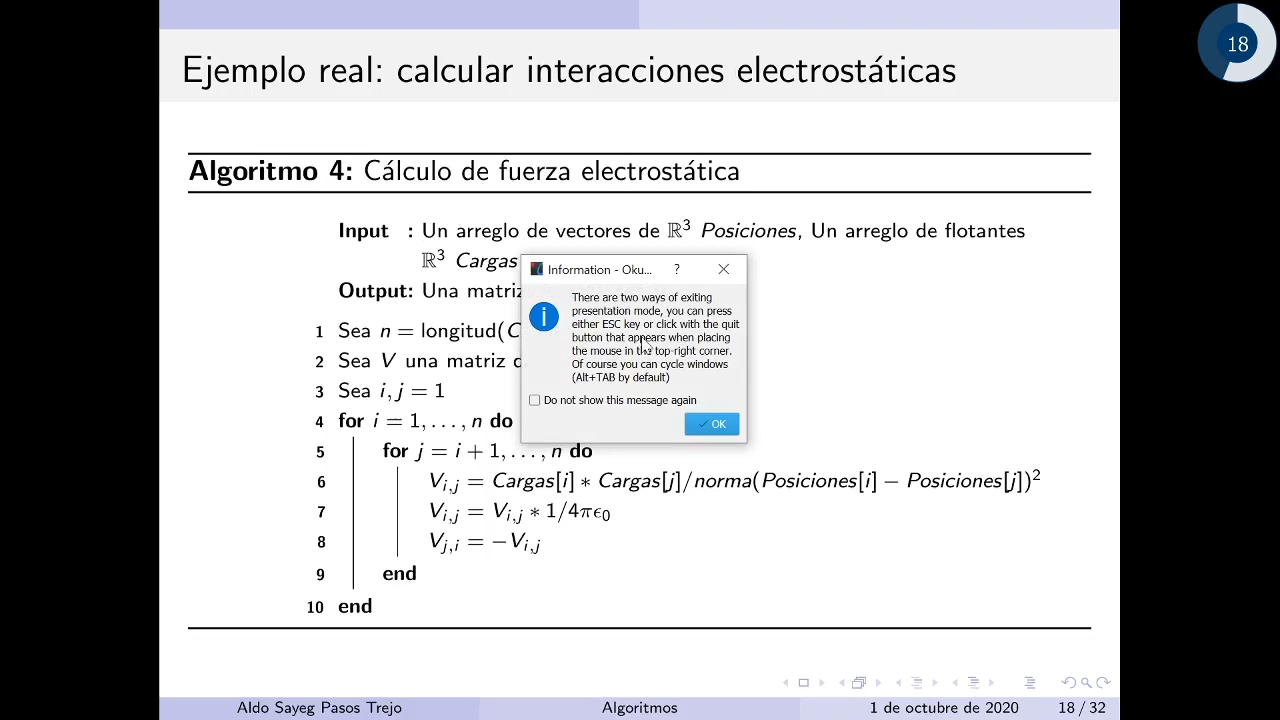 18
Ejemplo real: calcular interacciones electrostáticas
Algoritmo 4: Cálculo de fuerza electrostática
Input : Un arreglo de vectores de ℝ³ Posiciones, Un arreglo de flotantes
ℝ³ Cargas
Output: Una matriz
1 Sea n = longitud(
2 Sea V una matriz
3 Sea i, j = 1
4 for i = 1, . . . , n do
5 for j = i + 1, . . . , n do
6 V_{i,j} = Cargas[i] ∗ Cargas[j]/norma(Posiciones[i] − Posiciones[j])²
7 V_{i,j} = V_{i,j} ∗ 1/4πϵ₀
8 V_{j,i} = −V_{i,j}
9 end
10 end
Information - Oku... ?
There are two ways of exiting
presentation mode, you can press
either ESC key or click with the quit
button that appears when placing
the mouse in the top-right corner.
Of course you can cycle windows
(Alt+TAB by default)
Do not show this message again
OK
Aldo Sayeg Pasos Trejo
Algoritmos
1 de octubre de 2020
18 / 32